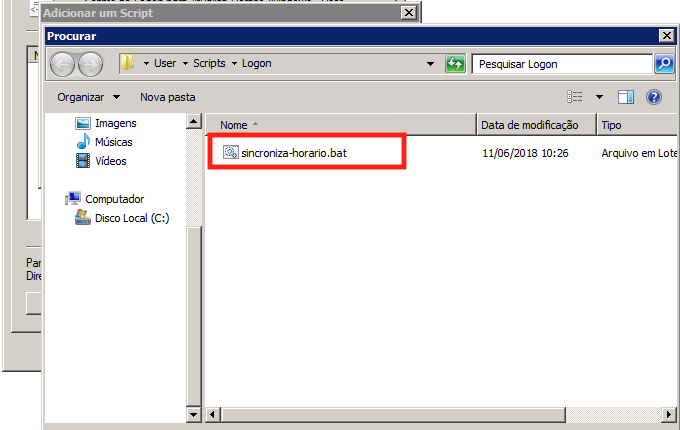 Adicionar um Script
Procurar
User Scripts Logon
Pesquisar Logon
Organizar Nova pasta
Nome Data de modificação Tipo
Imagens
Músicas
Vídeos
Computador
Disco Local (C:)
sincroniza-horario.bat 11/06/2018 10:26 Arquivo em Lote
Par
Dire